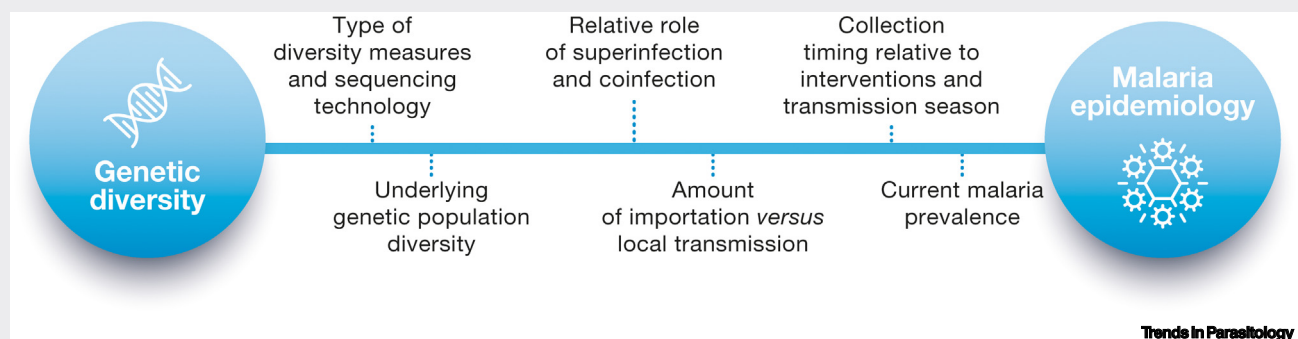 Genetic
diversity
Type of
diversity measures
and sequencing
technology
Underlying
genetic population
diversity
Relative role
of superinfection
and coinfection
Amount
of importation versus
local transmission
Collection
timing relative to
interventions and
transmission season
Current malaria
prevalence
Malaria
epidemiology
Trends in Parasitology